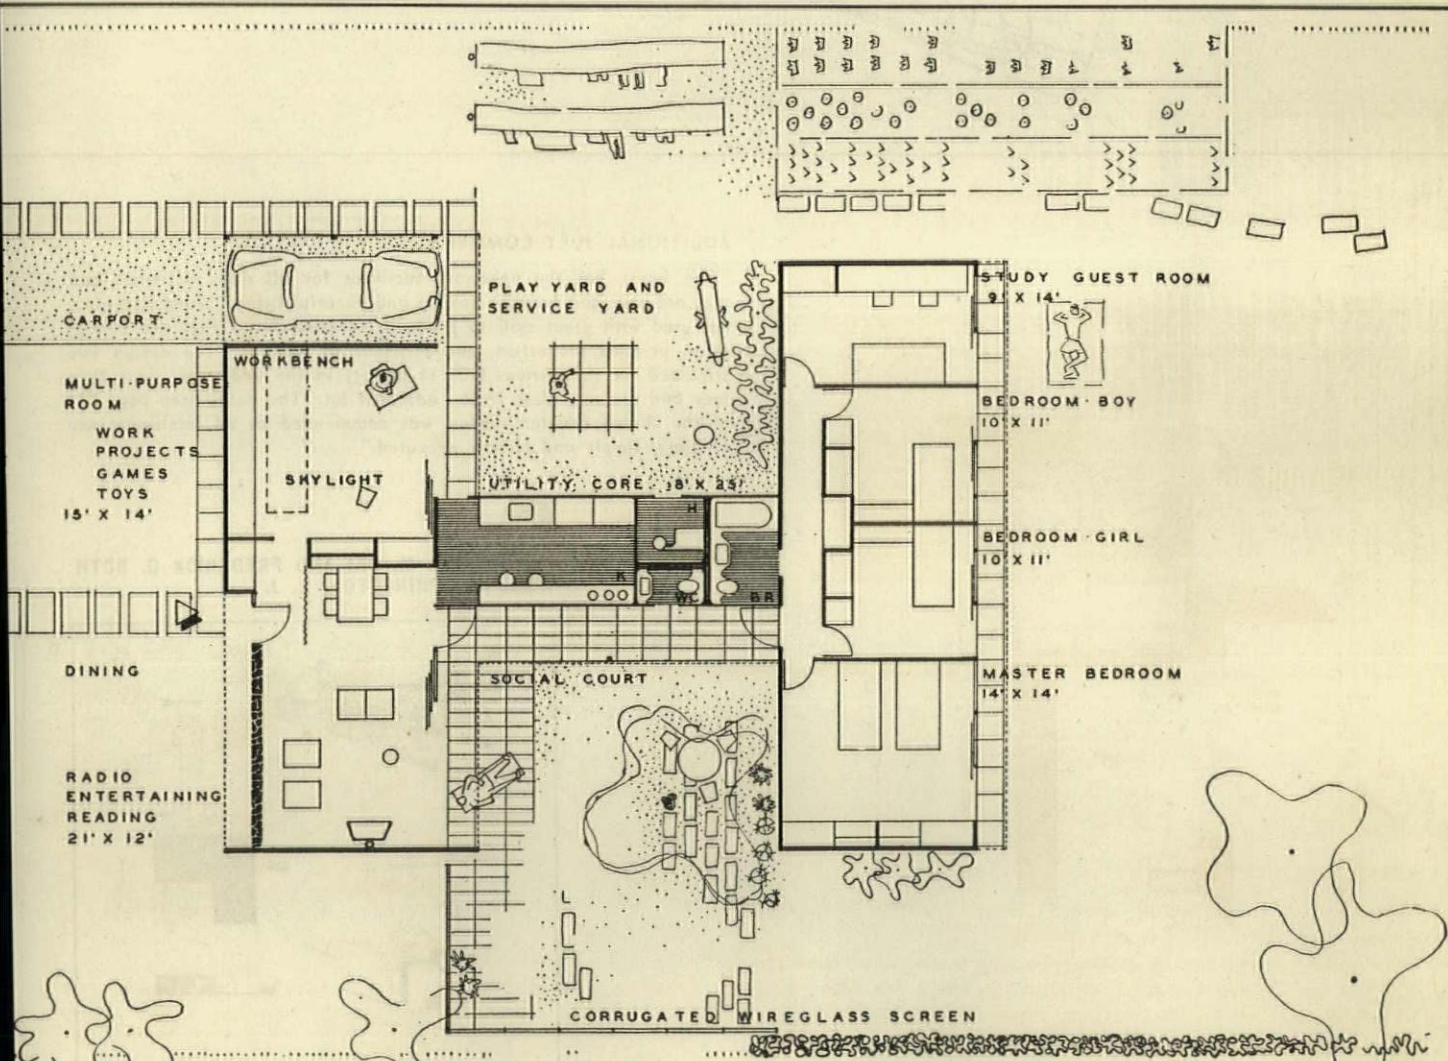 CARPORT
WORKBENCH
MULTI-PURPOSE
ROOM
WORK
PROJECTS
GAMES
TOYS
15' X 14'
SKYLIGHT
PLAY YARD AND
SERVICE YARD
UTILITY CORE 18' X 25'
H
K
WC
BR
STUDY GUEST ROOM
9' X 14'
BEDROOM·BOY
10' X 11'
BEDROOM·GIRL
10' X 11'
MASTER BEDROOM
14' X 14'
DINING
SOCIAL COURT
RADIO
ENTERTAINING
READING
21' X 12'
CORRUGATED WIREGLASS SCREEN